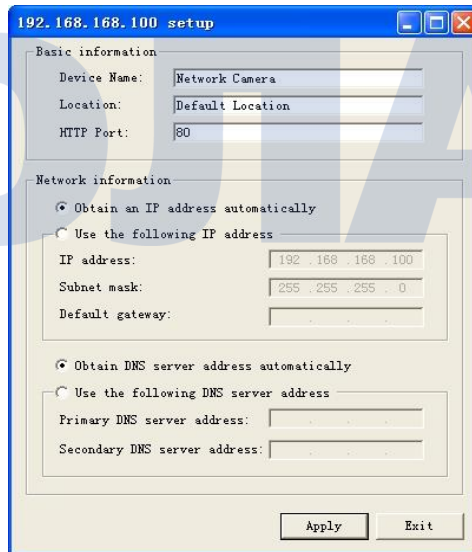 192.168.168.100 setup
Basic information
Device Name: Network Camera
Location: Default Location
HTTP Port: 80
Network information
Obtain an IP address automatically
Use the following IP address
IP address: 192 .168 .168 .100
Subnet mask: 255 .255 .255 . 0
Default gateway: . . .
Obtain DNS server address automatically
Use the following DNS server address
Primary DNS server address: . . .
Secondary DNS server address: . . .
Apply Exit